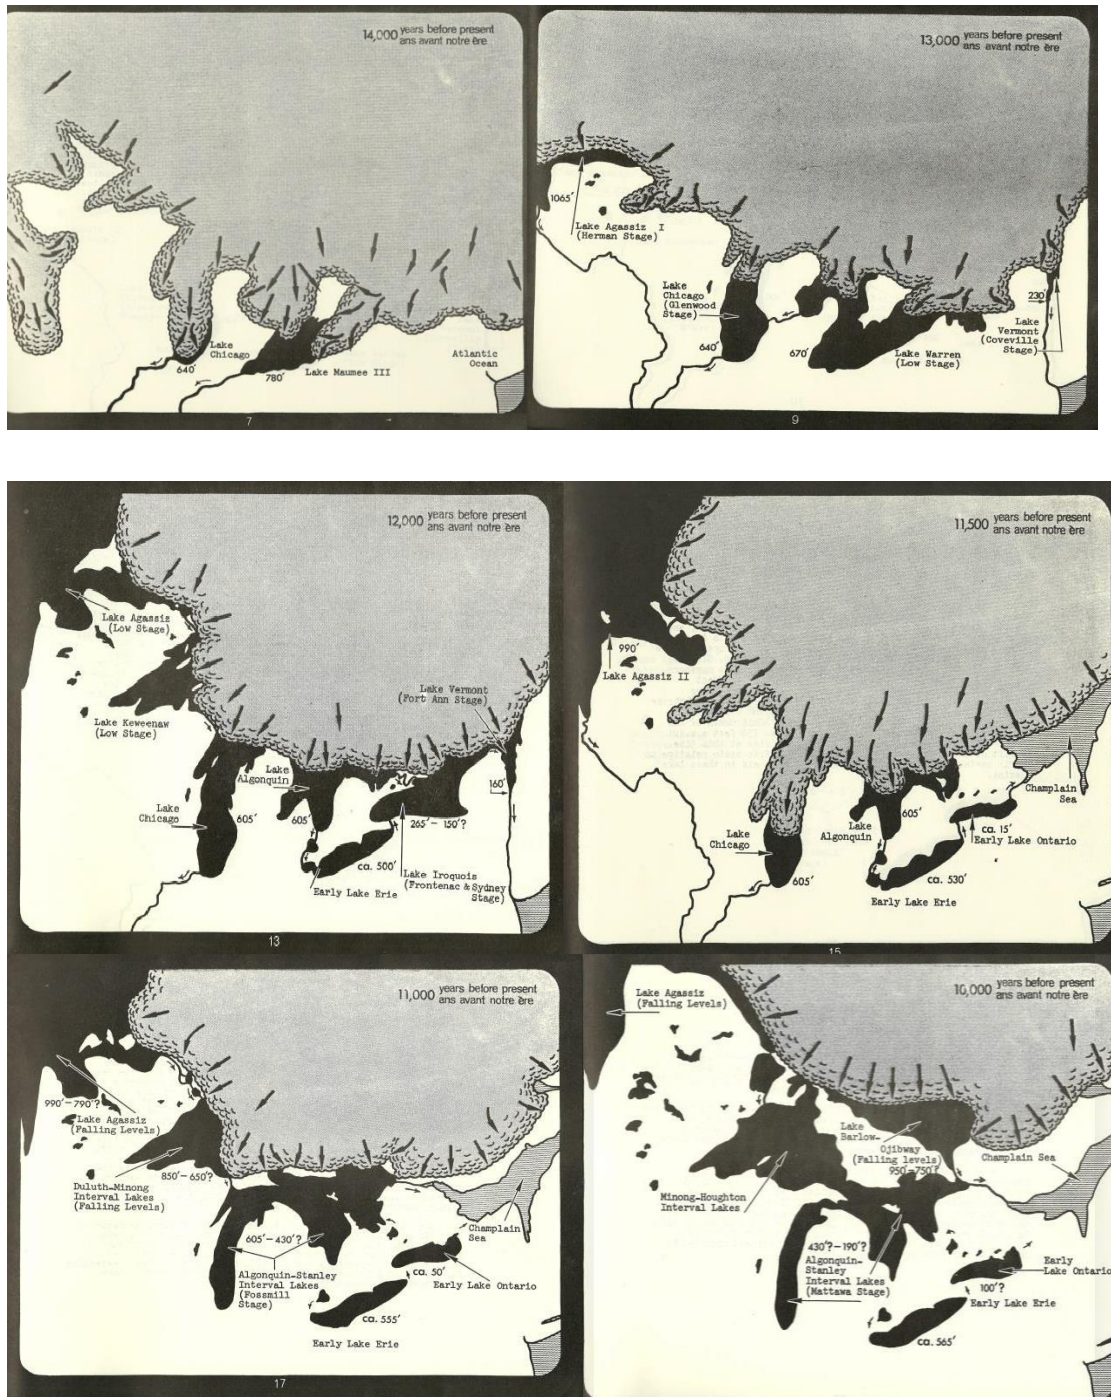 14,000 years before present
ans avant notre ère
Lake
Chicago
640'
780'
Lake Maumee III
Atlantic
Ocean
7
13,000 years before present
ans avant notre ère
1065'
Lake Agassiz I
(Herman Stage)
Lake
Chicago
(Glenwood
Stage)
640'
670'
Lake Warren
(Low Stage)
230'
Lake
Vermont
(Coveville
Stage)
9
12,000 years before present
ans avant notre ère
Lake Agassiz
(Low Stage)
Lake Keweenaw
(Low Stage)
Lake Vermont
(Fort Ann Stage)
Lake
Algonquin
160'
Lake
Chicago
605'
605'
265'-150'?
ca. 500'
Lake Iroquois
(Frontenac & Sydney
Stage)
Early Lake Erie
13
11,500 years before present
ans avant notre ère
990'
Lake Agassiz II
Champlain
Sea
605'
Lake
Chicago
Lake
Algonquin
ca. 15'
Early Lake Ontario
605'
ca. 530'
Early Lake Erie
15
11,000 years before present
ans avant notre ère
990'-790'?
Lake Agassiz
(Falling Levels)
850'-650'?
Duluth-Minong
Interval Lakes
(Falling Levels)
Champlain
Sea
605'-430'?
Algonquin-Stanley
Interval Lakes
(Fossmill
Stage)
ca. 50'
Early Lake Ontario
ca. 555'
Early Lake Erie
17
10,000 years before present
ans avant notre ère
Lake Agassiz
(Falling Levels)
Lake
Barlow-
Ojibway
(Falling levels)
950'-750'?
Champlain Sea
Minong-Houghton
Interval Lakes
430'?-190'?
Algonquin-
Stanley
Interval Lakes
(Mattawa Stage)
Early
Lake Ontario
100'?
Early Lake Erie
ca. 565'